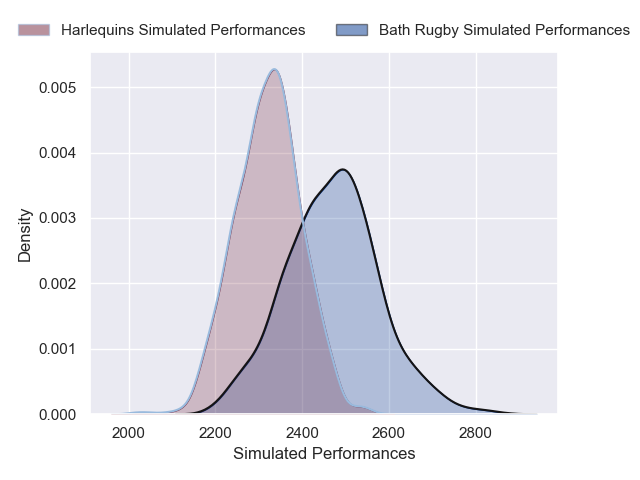 Harlequins Simulated Performances
Bath Rugby Simulated Performances
0.005
0.004
0.003
0.002
0.001
0.000
Density
2000 2200 2400 2600 2800
Simulated Performances